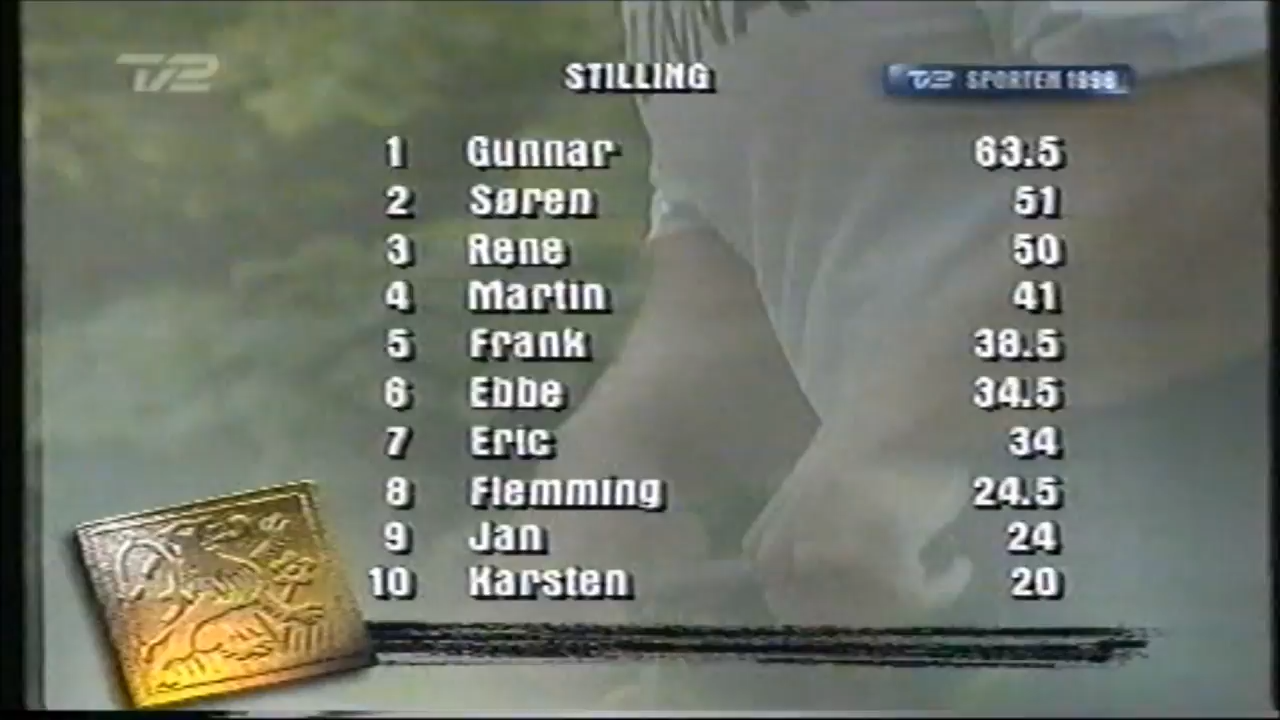 TV2
STILLING
TV2 SPORTEN 1998
1 Gunnar 63.5
2 Søren 51
3 Rene 50
4 Martin 41
5 Frank 38.5
6 Ebbe 34.5
7 Eric 34
8 Flemming 24.5
9 Jan 24
10 Karsten 20